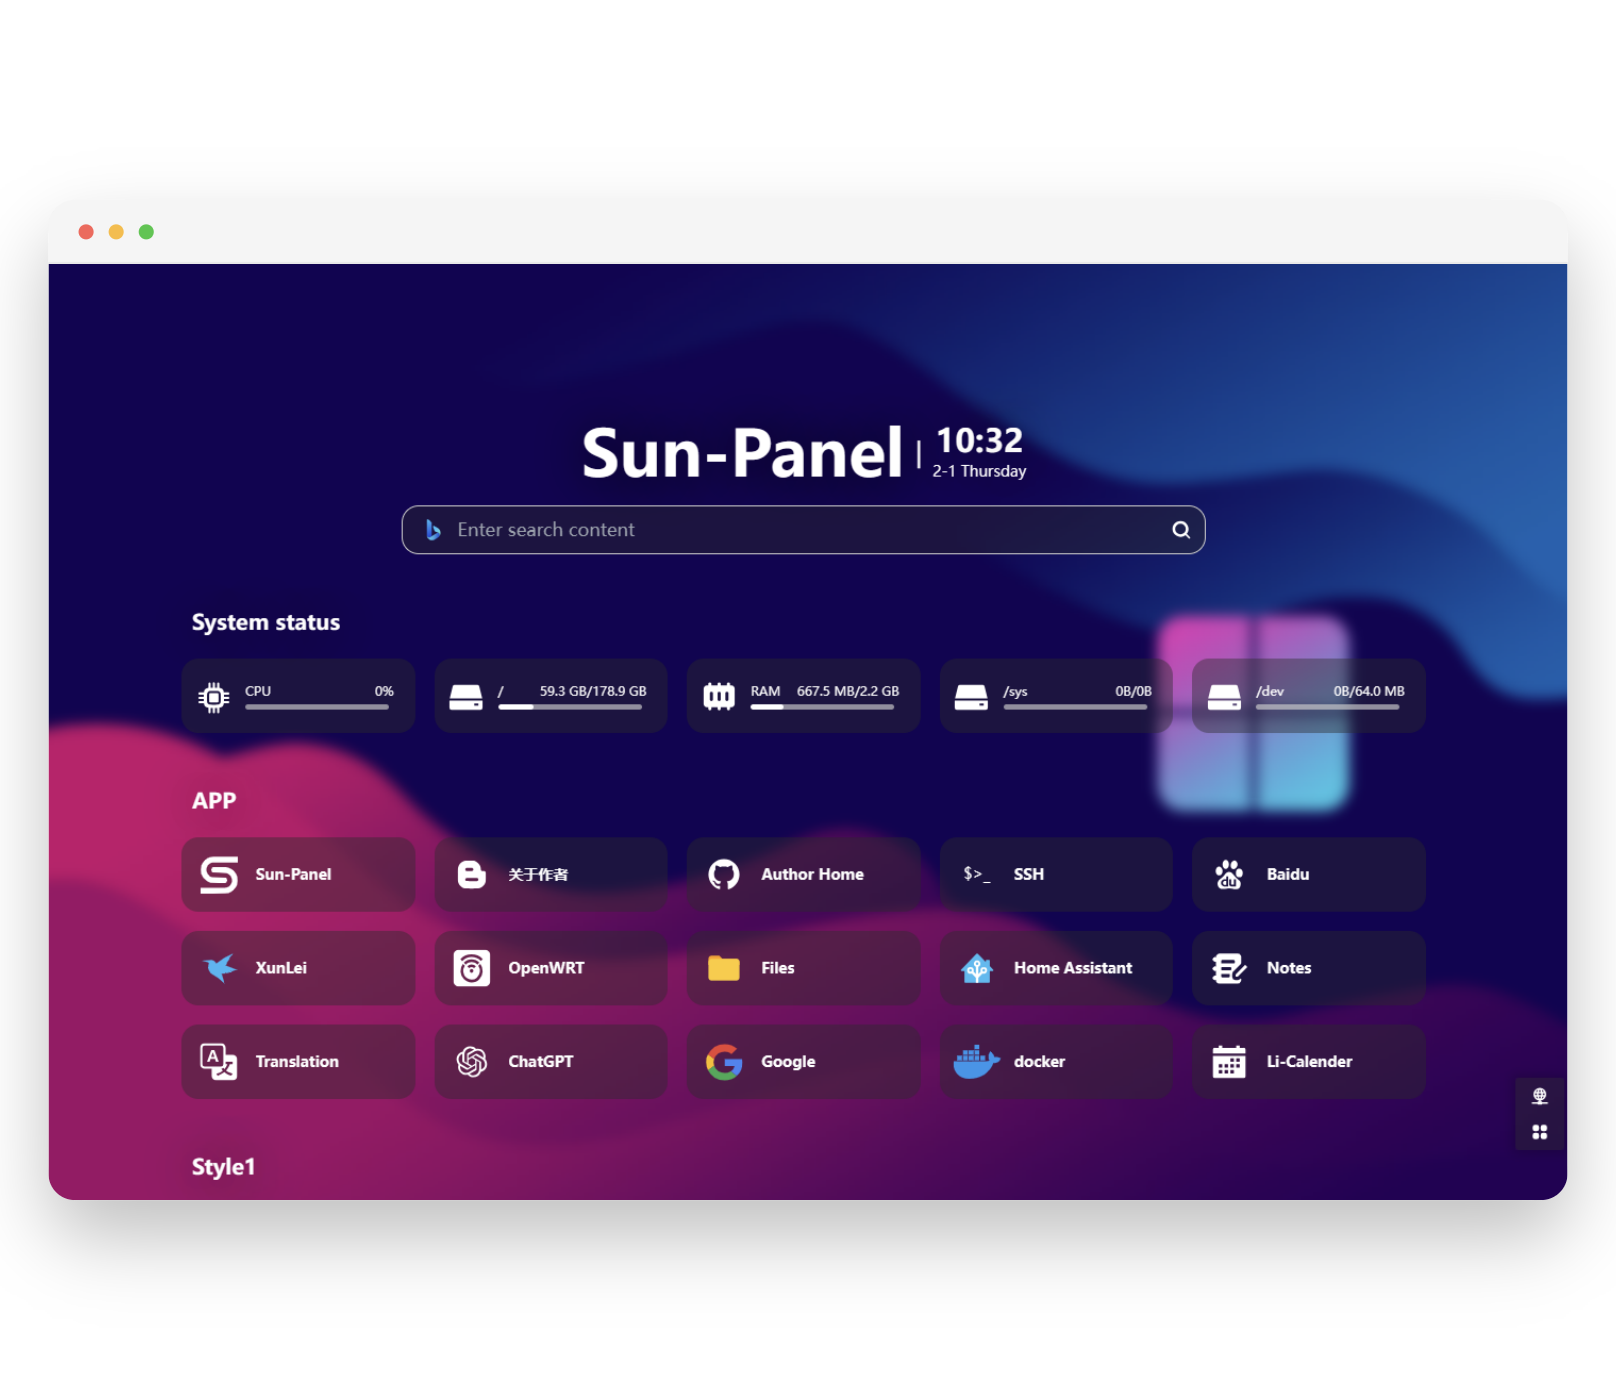 Sun-Panel
10:32
2-1 Thursday
Enter search content
System status
CPU 0%
/ 59.3 GB/178.9 GB
RAM 667.5 MB/2.2 GB
/sys 0B/0B
/dev 0B/64.0 MB
APP
Sun-Panel
关于作者
Author Home
$>_ SSH
du Baidu
XunLei
OpenWRT
Files
Home Assistant
Notes
A 文 Translation
ChatGPT
G Google
docker
Li-Calender
Style1